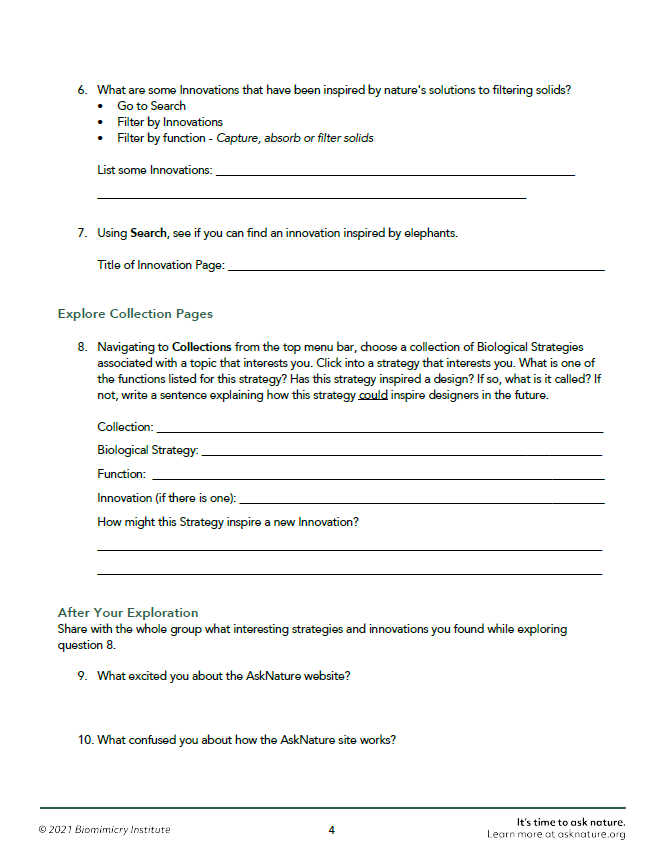 6. What are some Innovations that have been inspired by nature's solutions to filtering solids?
• Go to Search
• Filter by Innovations
• Filter by function - Capture, absorb or filter solids
List some Innovations:
7. Using Search, see if you can find an innovation inspired by elephants.
Title of Innovation Page:
Explore Collection Pages
8. Navigating to Collections from the top menu bar, choose a collection of Biological Strategies
associated with a topic that interests you. Click into a strategy that interests you. What is one of
the functions listed for this strategy? Has this strategy inspired a design? If so, what is it called? If
not, write a sentence explaining how this strategy could inspire designers in the future.
Collection:
Biological Strategy:
Function:
Innovation (if there is one):
How might this Strategy inspire a new Innovation?
After Your Exploration
Share with the whole group what interesting strategies and innovations you found while exploring
question 8.
9. What excited you about the AskNature website?
10. What confused you about how the AskNature site works?
© 2021 Biomimicry Institute
4
It's time to ask nature.
Learn more at asknature.org